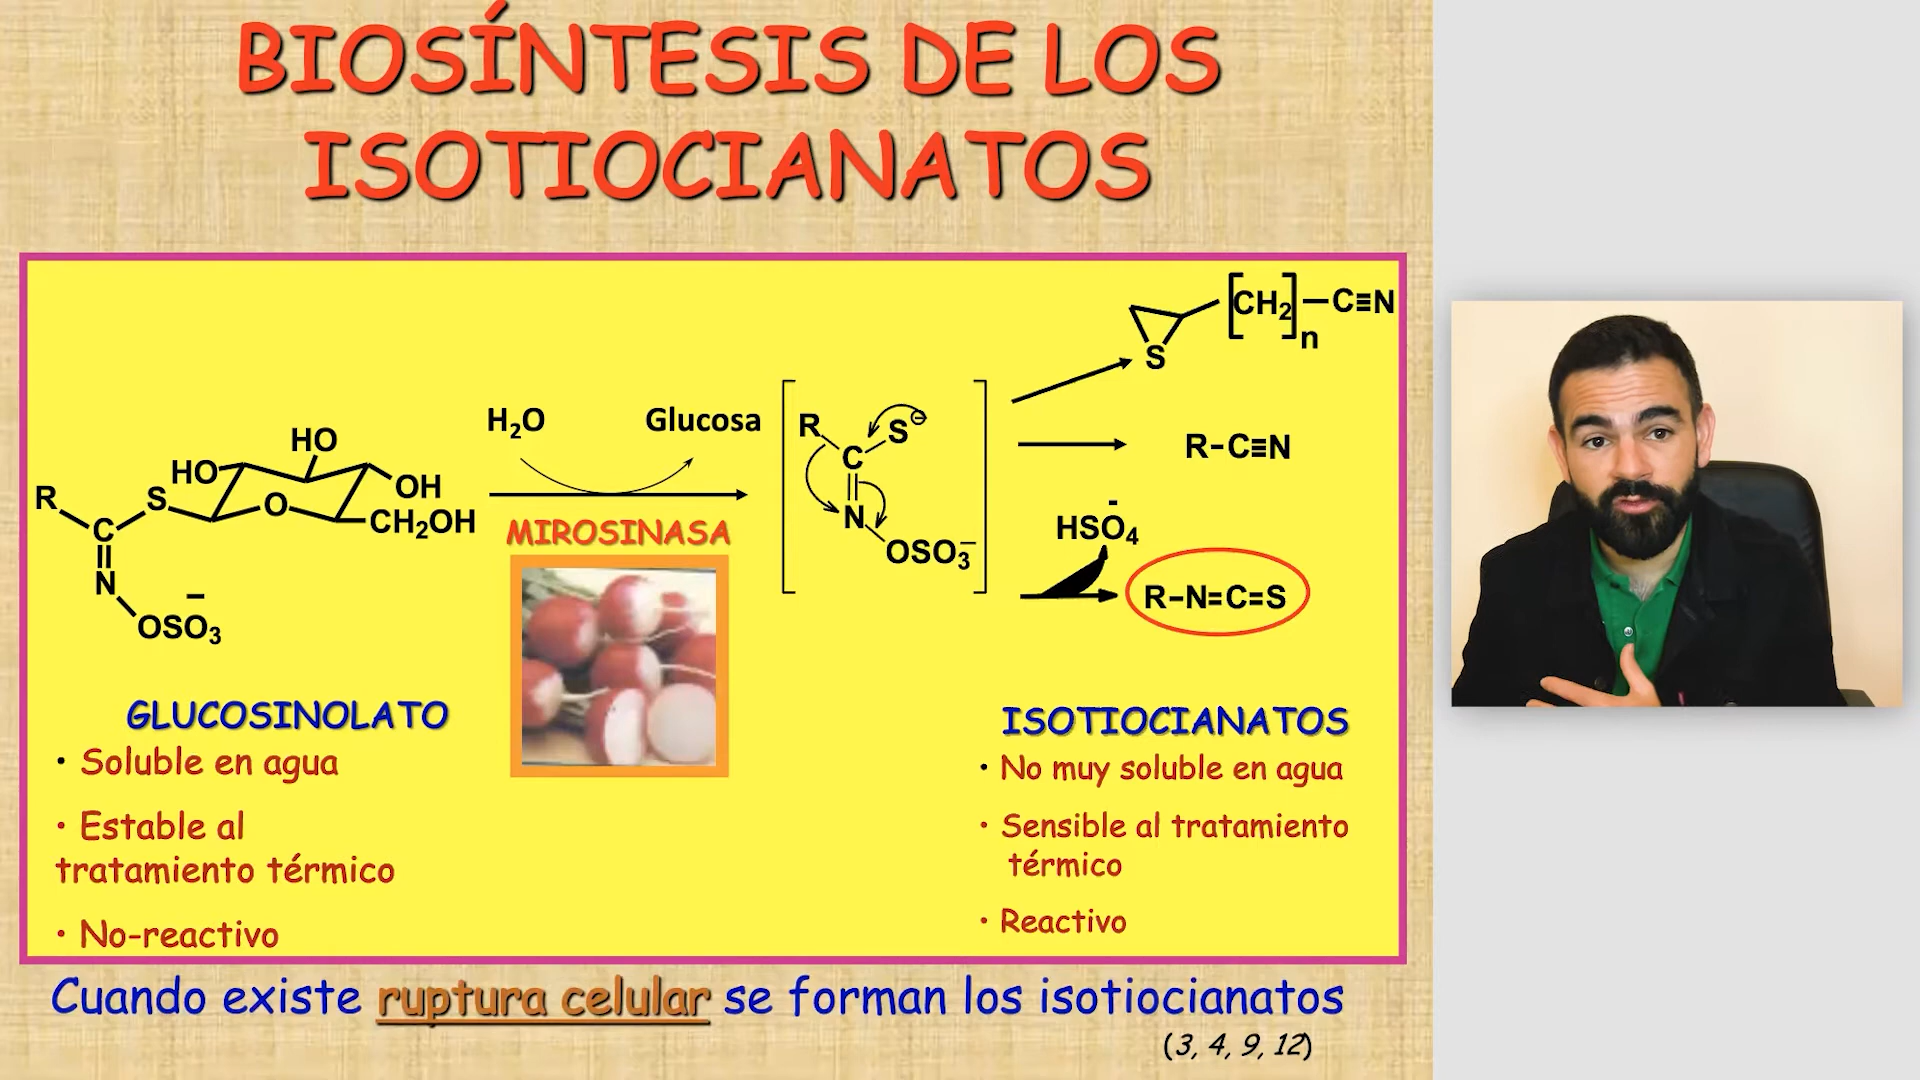 BIOSÍNTESIS DE LOS
ISOTIOCIANATOS
HO
HO
OH
R
S
O
CH₂OH
C
N
OSO₃⁻
H₂O
Glucosa
MIROSINASA
R
S⊖
C
N
OSO₃⁻
S
[CH₂]n–C≡N
R–C≡N
HSO₄⁻
R–N=C=S
GLUCOSINOLATO
· Soluble en agua
· Estable al
tratamiento térmico
· No-reactivo
ISOTIOCIANATOS
· No muy soluble en agua
· Sensible al tratamiento
térmico
· Reactivo
Cuando existe ruptura celular se forman los isotiocianatos
(3, 4, 9, 12)